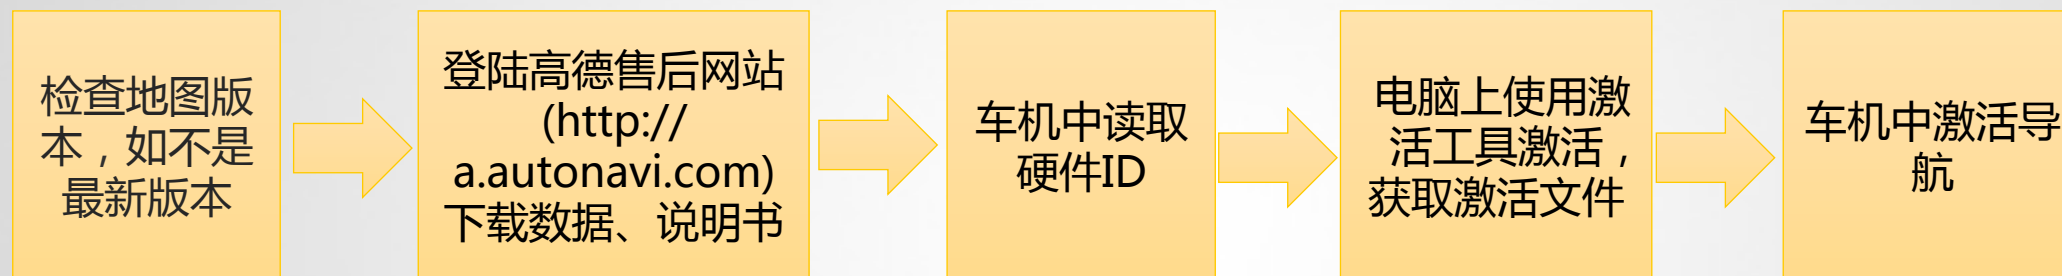 检查地图版
本，如不是
最新版本
登陆高德售后网站
(http://
a.autonavi.com)
下载数据、说明书
车机中读取
硬件ID
电脑上使用激
活工具激活，
获取激活文件
车机中激活导
航